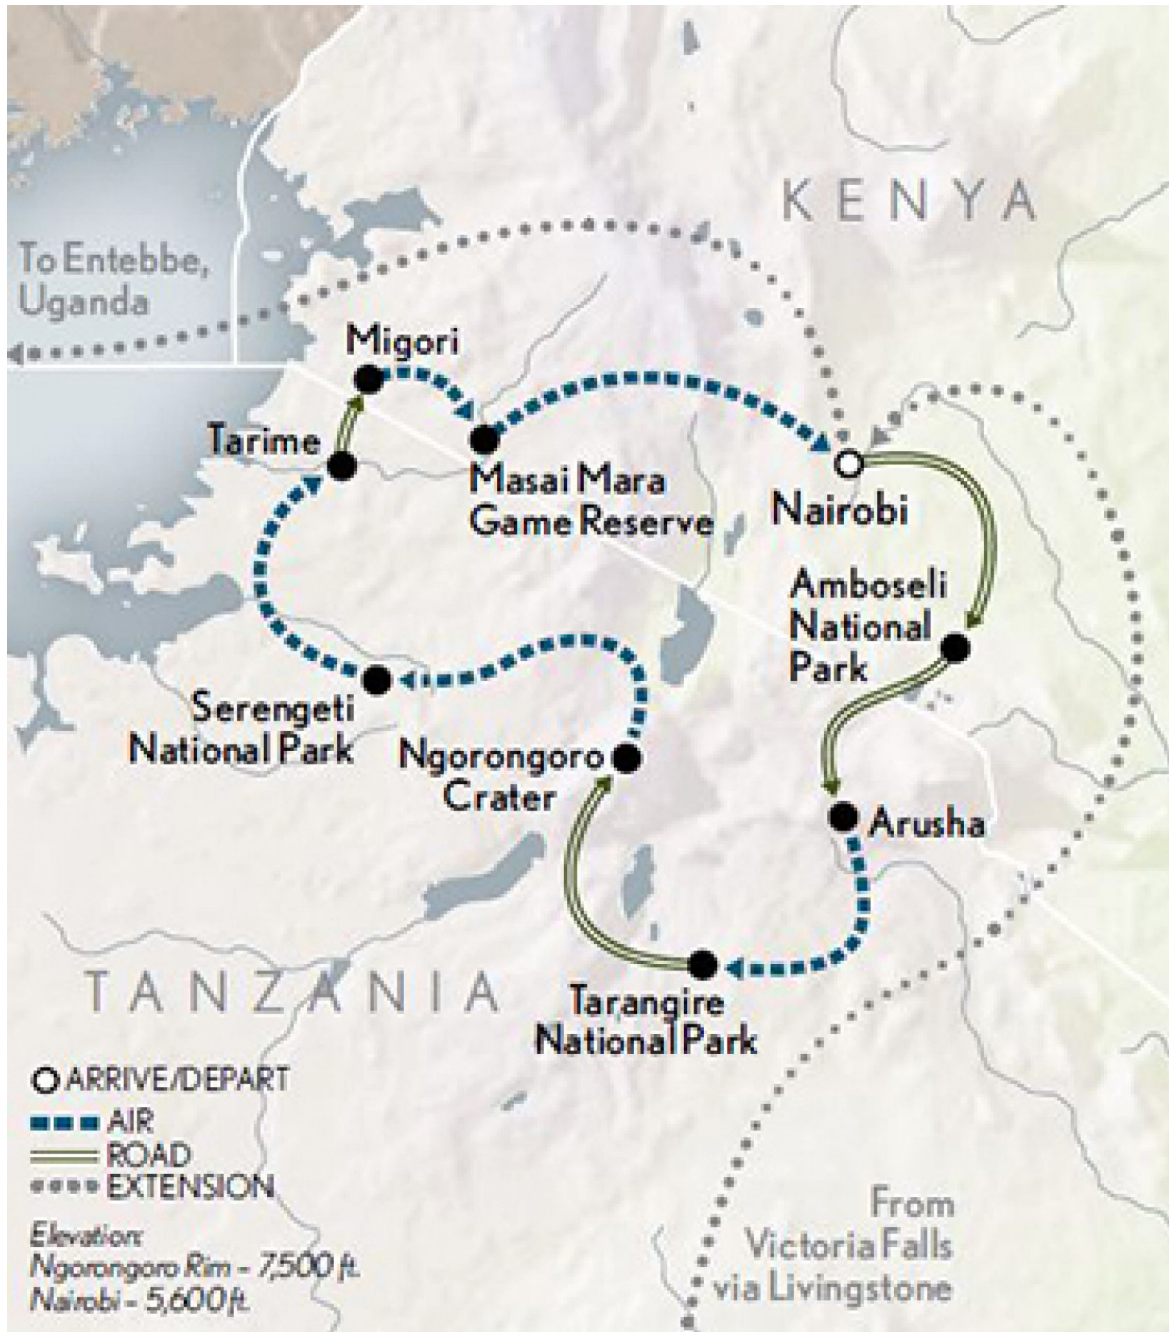 KENYA
To Entebbe,
Uganda
Migori
Tarime
Masai Mara
Game Reserve
Nairobi
Amboseli
National
Park
Serengeti
National Park
Ngorongoro
Crater
Arusha
TANZANIA
Tarangire
National Park
ARRIVE/DEPART
AIR
ROAD
EXTENSION
Elevation:
Ngorongoro Rim – 7,500 ft.
Nairobi – 5,600 ft.
From
Victoria Falls
via Livingstone